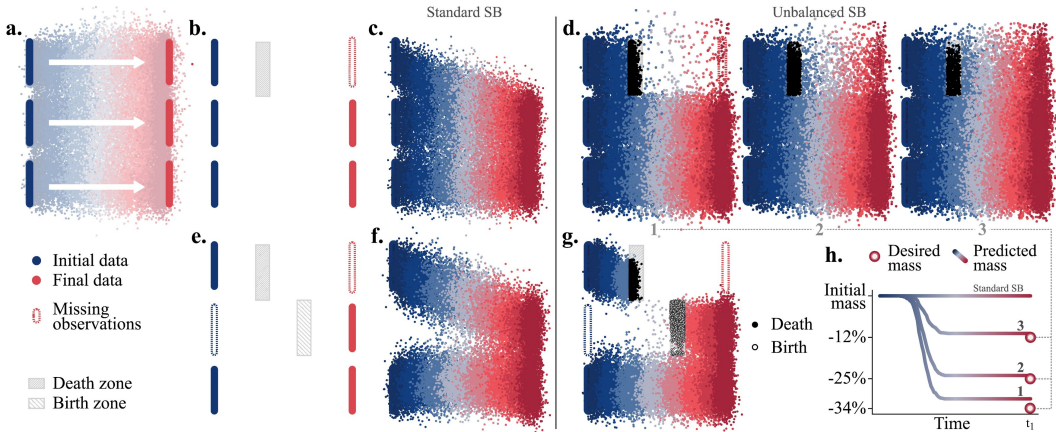 Standard SB
Unbalanced SB
a.
b.
c.
d.
1
2
3
e.
f.
g.
h.
Initial data
Final data
Missing
observations
Death zone
Birth zone
Death
Birth
Desired
mass
Predicted
mass
Initial
mass
Standard SB
-12%
-25%
-34%
3
2
1
Time
t1